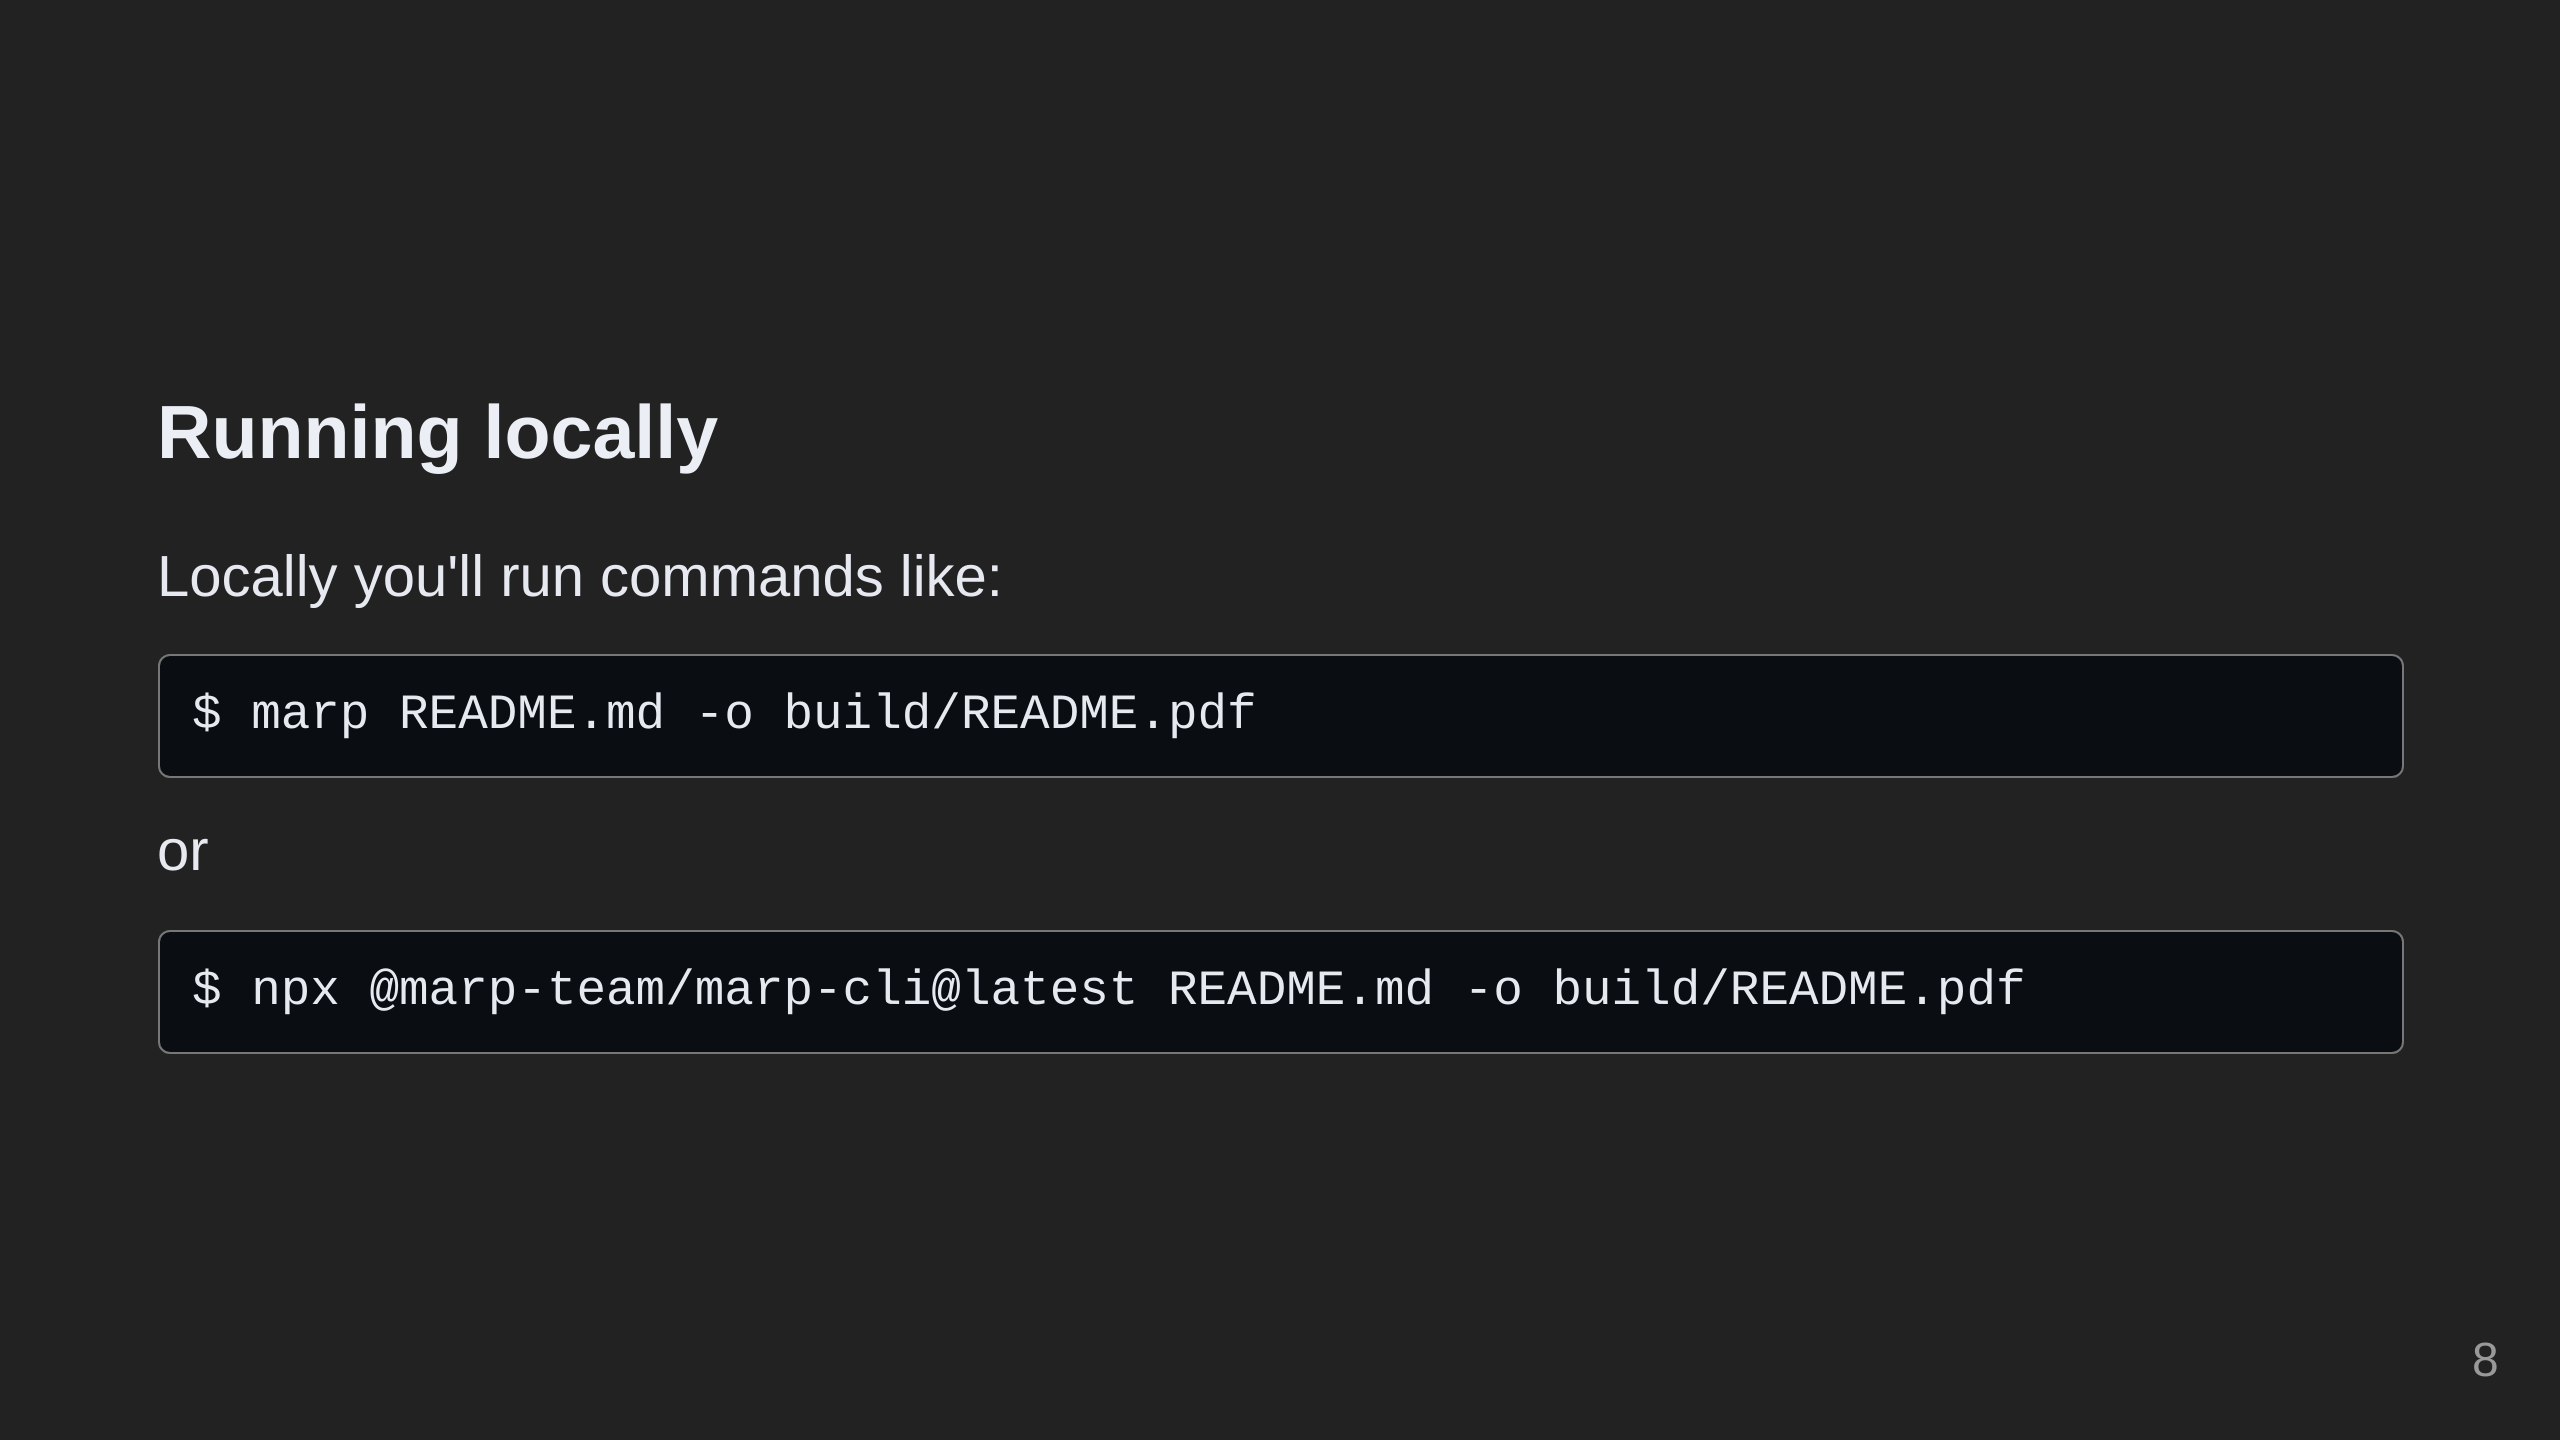 Running locally
Locally you'll run commands like:
$ marp README.md -o build/README.pdf
or
$ npx @marp-team/marp-cli@latest README.md -o build/README.pdf
8